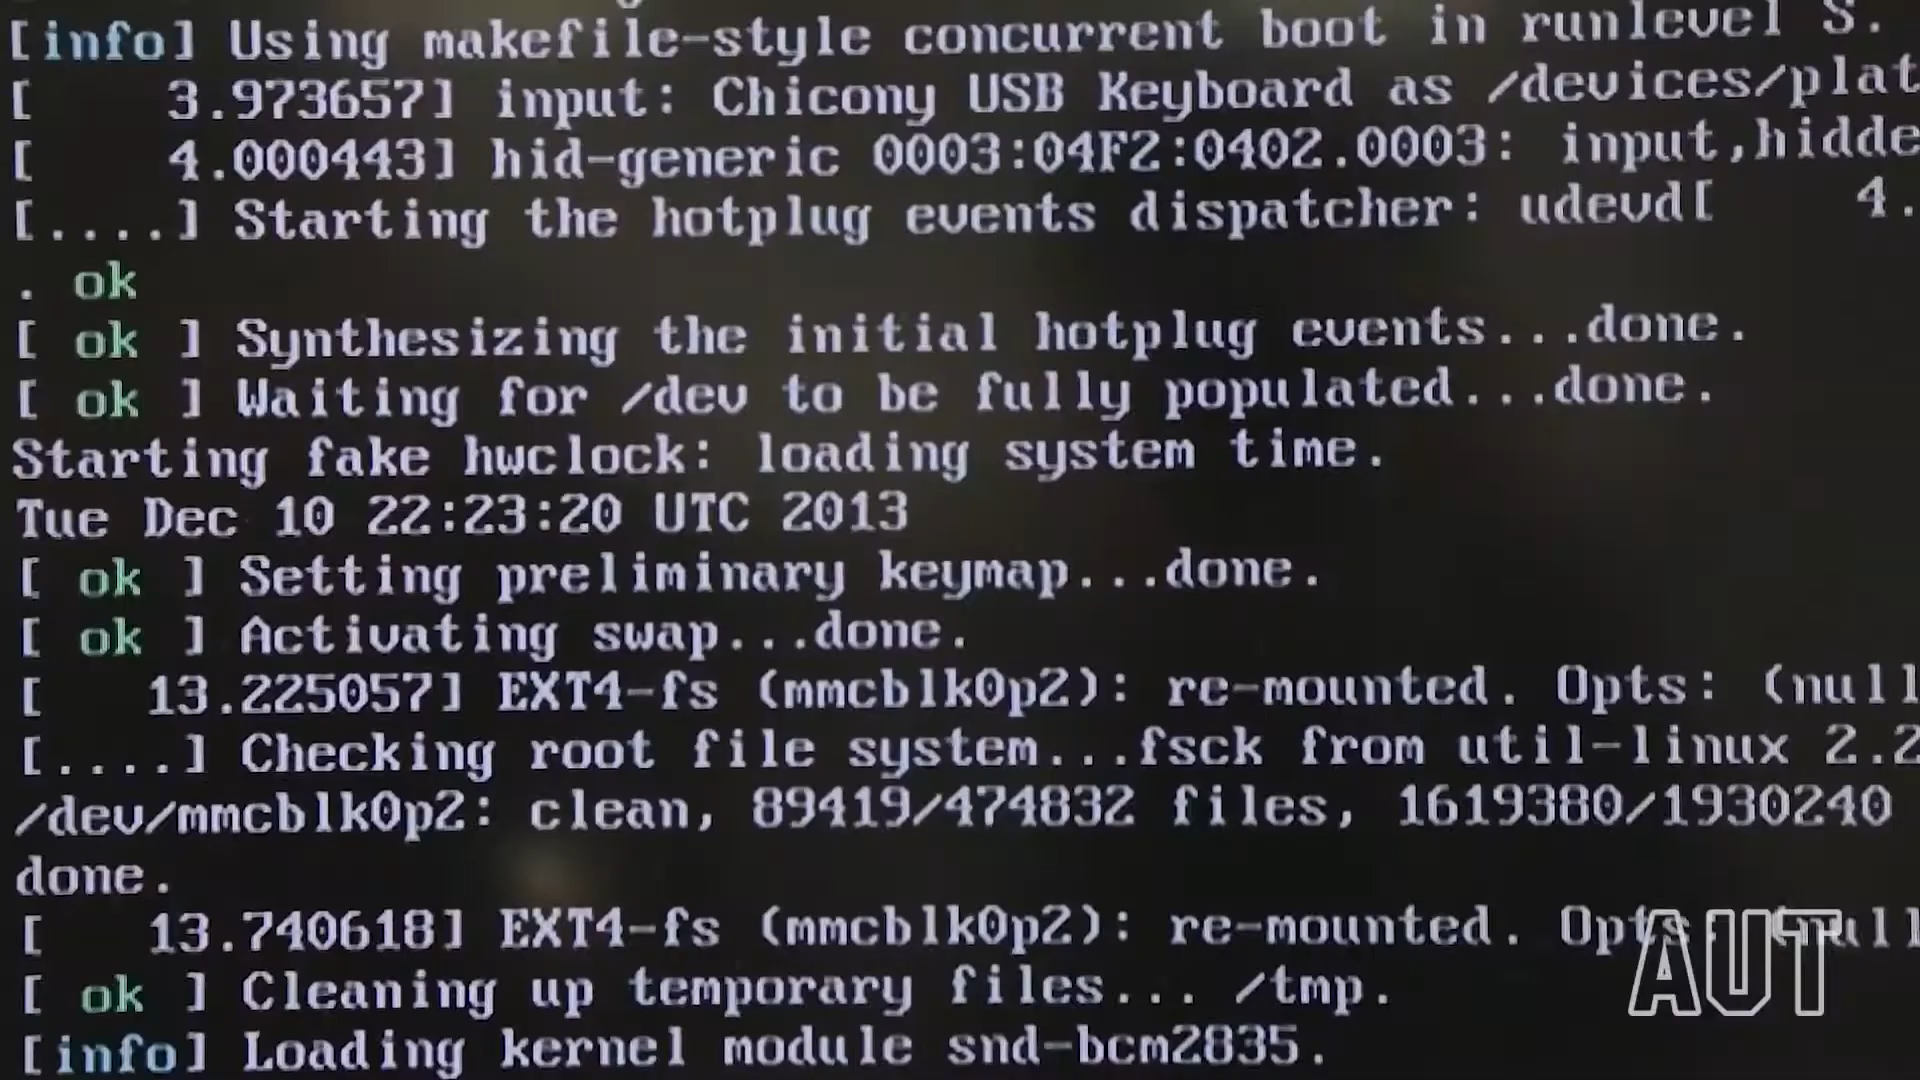 [info] Using makefile-style concurrent boot in runlevel S.
[    3.973657] input: Chicony USB Keyboard as /devices/plat
[    4.000443] hid-generic 0003:04F2:0402.0003: input,hidde
[....] Starting the hotplug events dispatcher: udevd[    4.
. ok
[ ok ] Synthesizing the initial hotplug events...done.
[ ok ] Waiting for /dev to be fully populated...done.
Starting fake hwclock: loading system time.
Tue Dec 10 22:23:20 UTC 2013
[ ok ] Setting preliminary keymap...done.
[ ok ] Activating swap...done.
[   13.225057] EXT4-fs (mmcblk0p2): re-mounted. Opts: (null
[....] Checking root file system...fsck from util-linux 2.2
/dev/mmcblk0p2: clean, 89419/474832 files, 1619380/1930240
done.
[   13.740618] EXT4-fs (mmcblk0p2): re-mounted. Opts: (null
[ ok ] Cleaning up temporary files... /tmp.
[info] Loading kernel module snd-bcm2835.
AUT